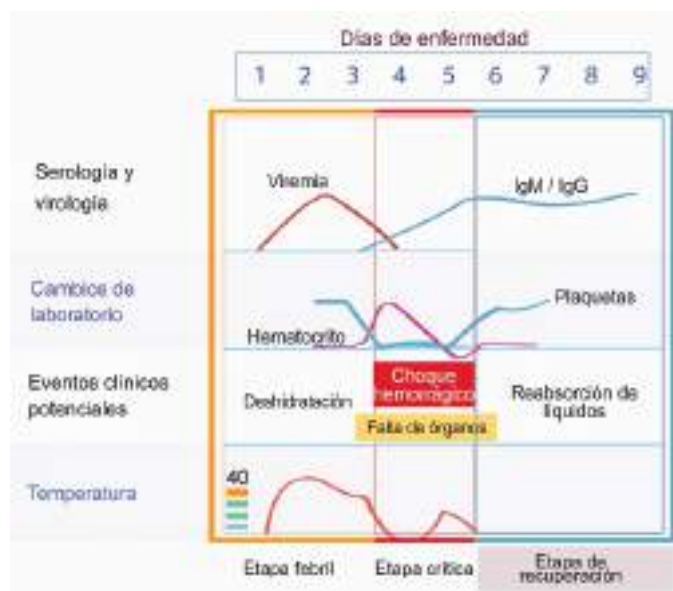 Días de enfermedad
1 2 3 4 5 6 7 8 9
Serología y
virología
Viremia
IgM / IgG
Cambios de
laboratorio
Plaquetas
Hematocrito
Eventos clínicos
potenciales
Deshidratación
Choque
hemorrágico
Falla de órganos
Reabsorción de
líquidos
Temperatura
40
Etapa febril
Etapa crítica
Etapa de
recuperación